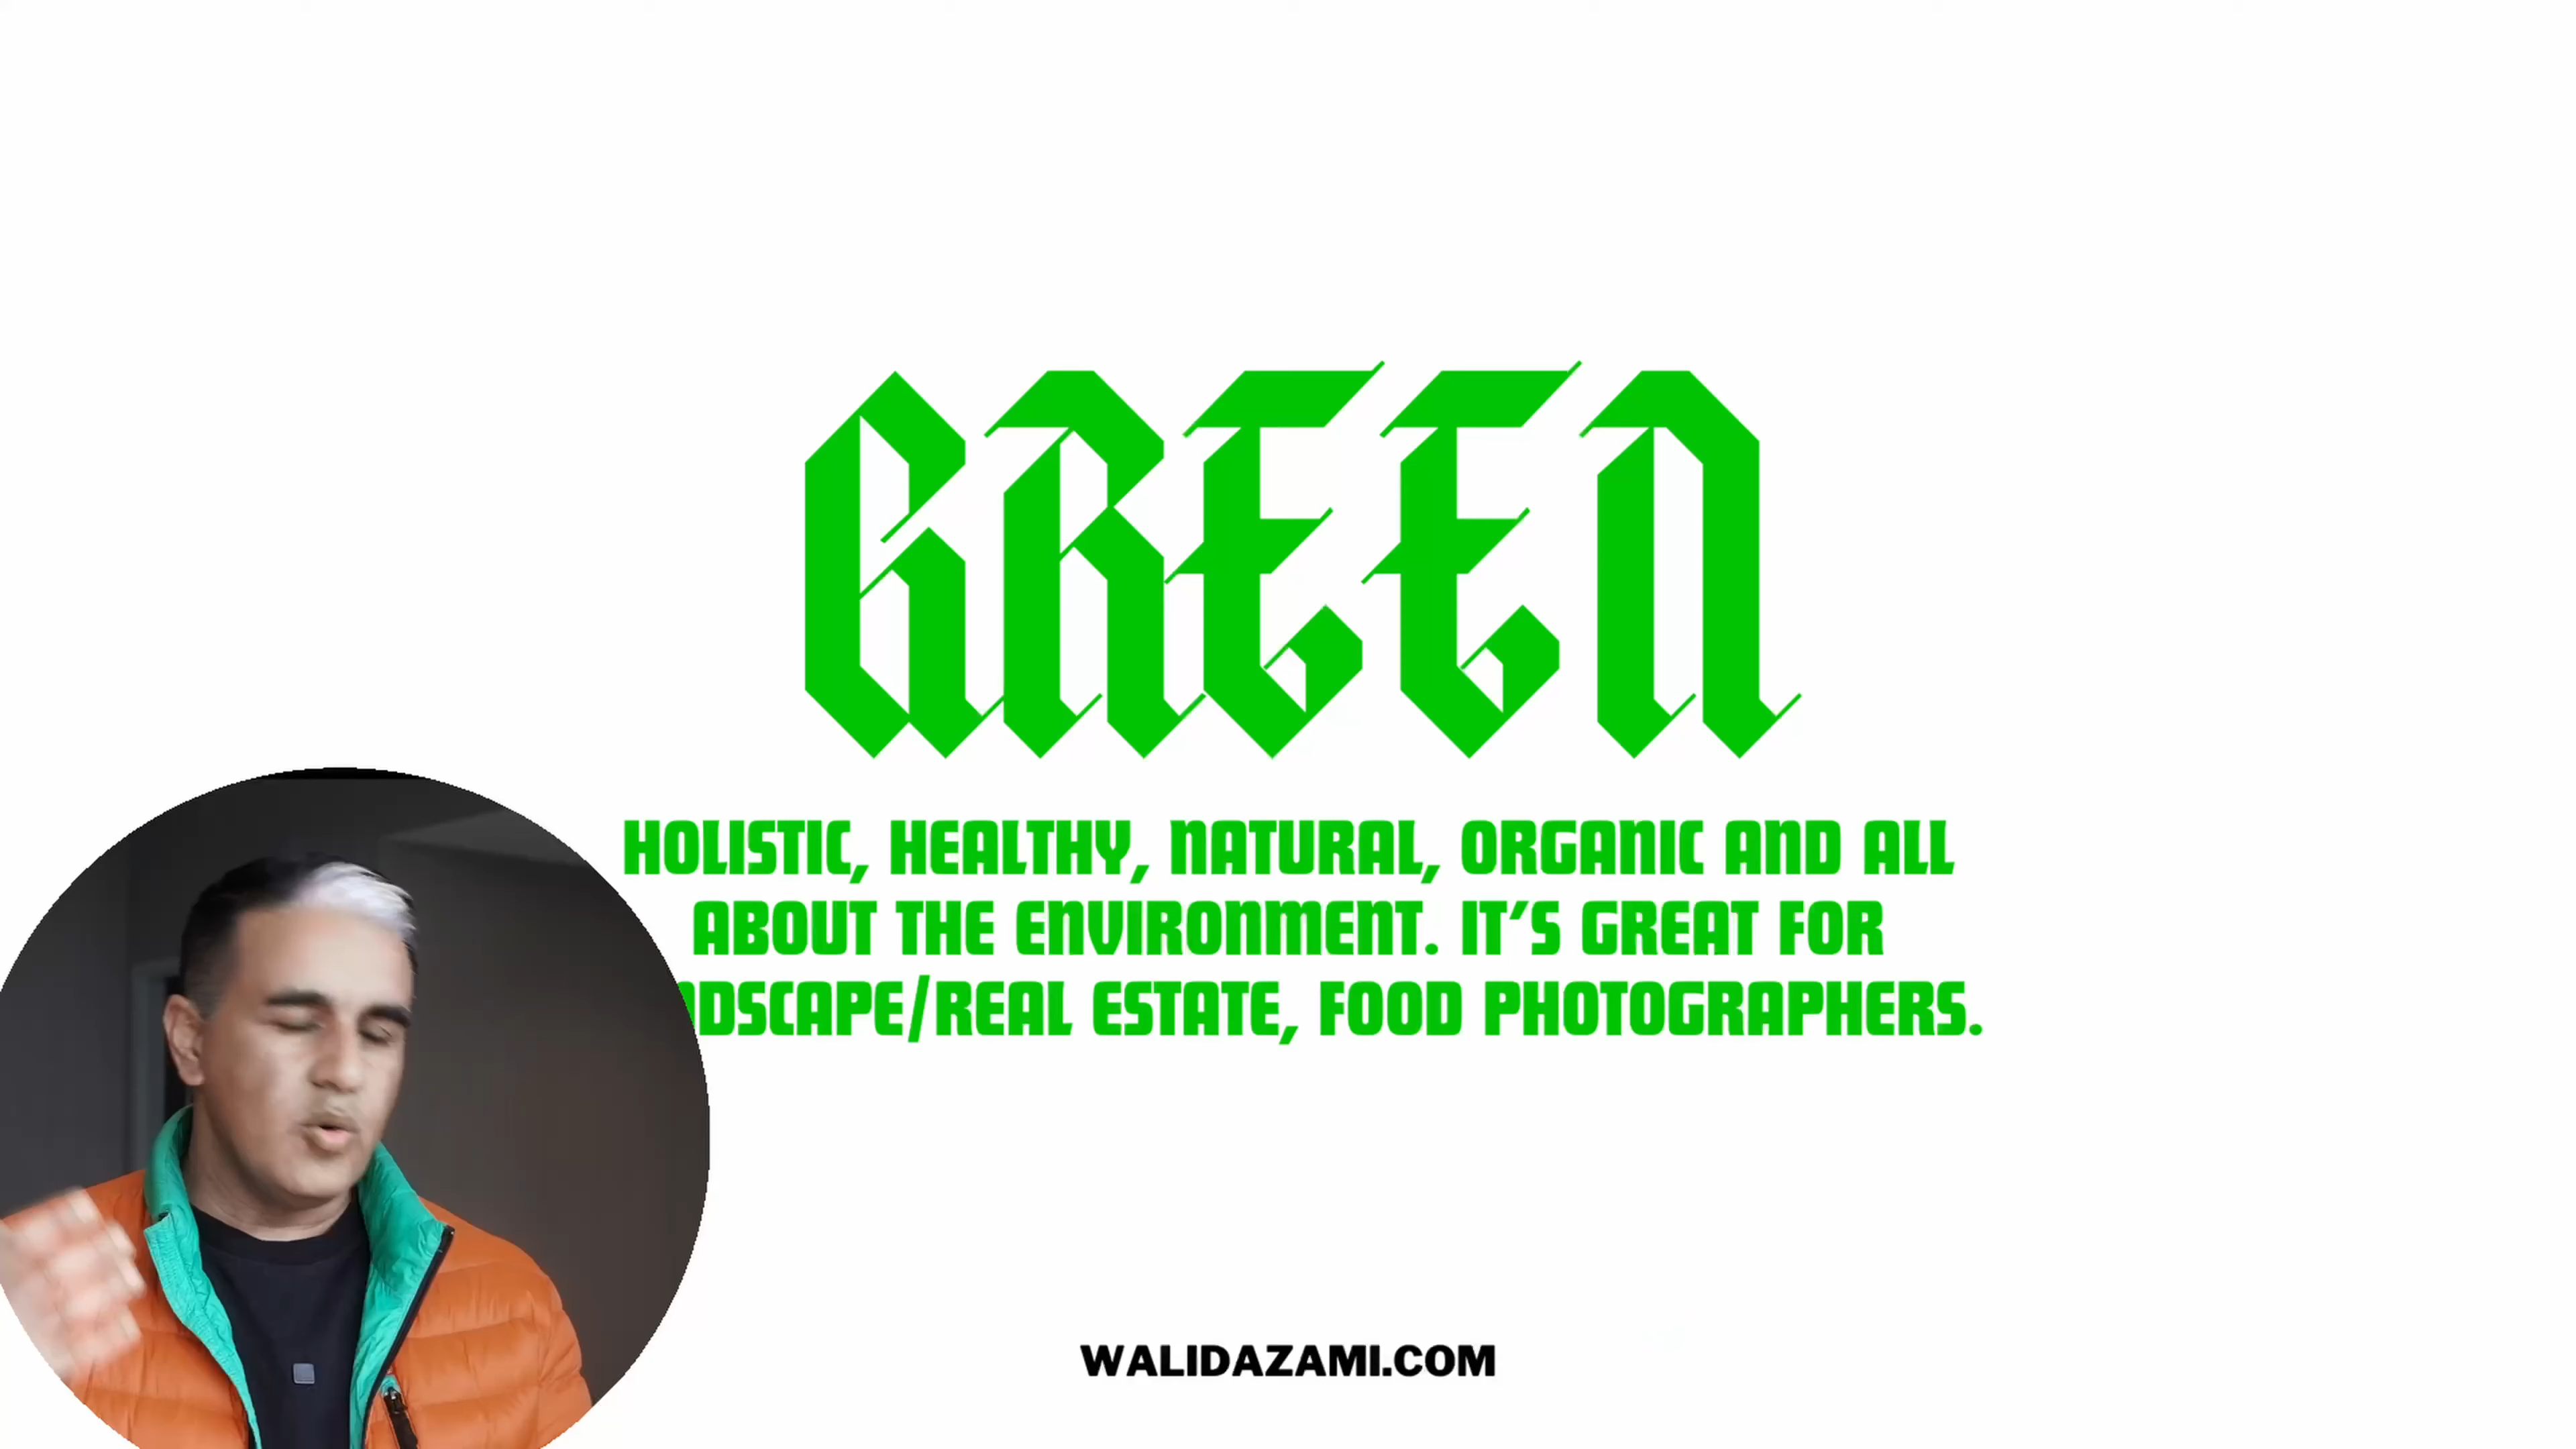 GREEN
HOLISTIC, HEALTHY, NATURAL, ORGANIC AND ALL
ABOUT THE ENVIRONMENT. IT'S GREAT FOR
NDSCAPE/REAL ESTATE, FOOD PHOTOGRAPHERS.
WALIDAZAMI.COM